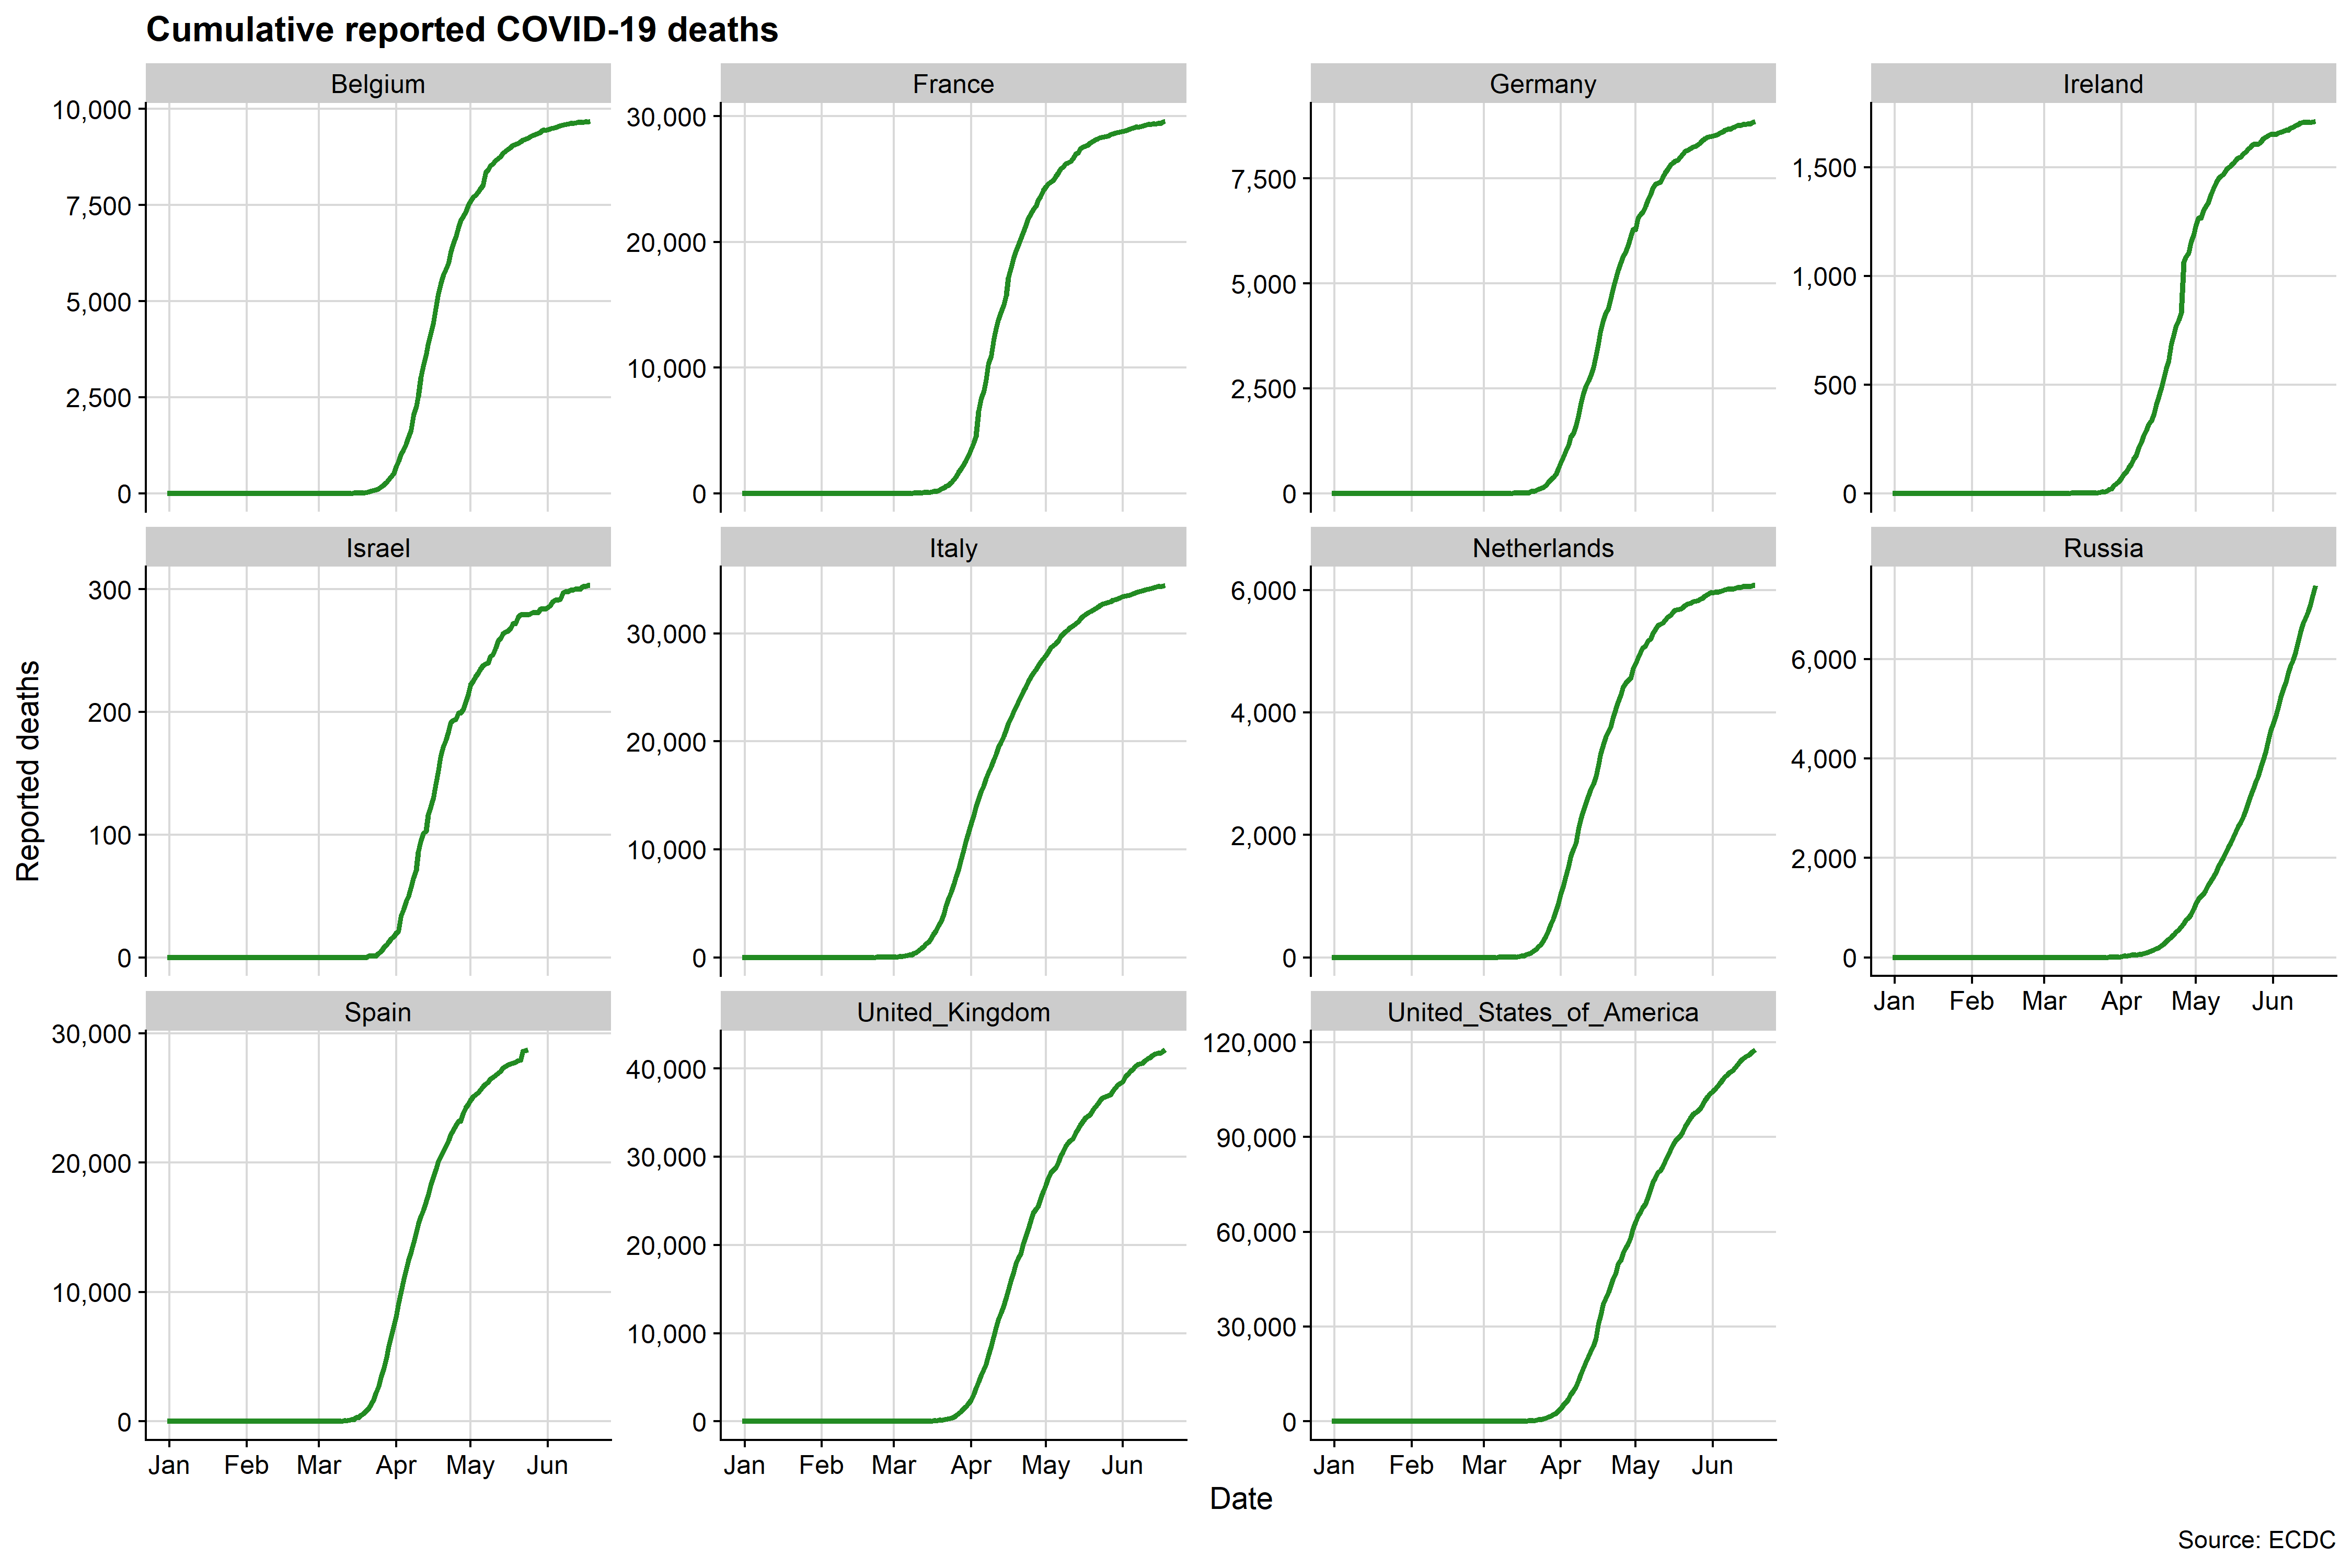 Cumulative reported COVID-19 deaths
Belgium
France
Germany
Ireland
10,000
7,500
5,000
2,500
0
30,000
20,000
10,000
0
7,500
5,000
2,500
0
1,500
1,000
500
0
Israel
Italy
Netherlands
Russia
300
200
100
0
30,000
20,000
10,000
0
6,000
4,000
2,000
0
6,000
4,000
2,000
0
Jan Feb Mar Apr May Jun
Spain
United_Kingdom
United_States_of_America
30,000
20,000
10,000
0
40,000
30,000
20,000
10,000
0
120,000
90,000
60,000
30,000
0
Jan Feb Mar Apr May Jun
Jan Feb Mar Apr May Jun
Jan Feb Mar Apr May Jun
Reported deaths
Date
Source: ECDC